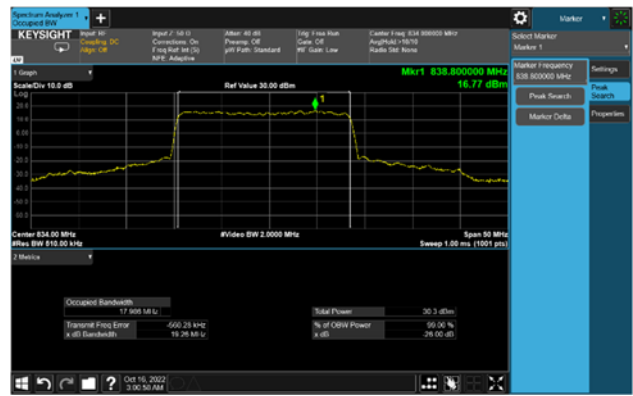 Spectrum Analyzer 1
Occupied BW
KEYSIGHT
Input: RF
Coupling: DC
Align: Off
Input Z: 50 Ω
Corrections: On
Freq Ref: Int (S)
NFE: Adaptive
Atten: 40 dB
Preamp: Off
µW Path: Standard
Trig: Free Run
Gate: Off
#IF Gain: Low
Center Freq: 834.000000 MHz
Avg|Hold:>10/10
Radio Std: None
Marker
Select Marker
Marker 1
Marker Frequency
838.800000 MHz
Peak Search
Marker Delta
Settings
Peak
Search
Properties
1 Graph
Scale/Div 10.0 dB
Ref Value 30.00 dBm
Mkr1 838.800000 MHz
16.77 dBm
Log
1
Center 834.00 MHz
#Res BW 510.00 kHz
#Video BW 2.0000 MHz
Span 50 MHz
Sweep 1.00 ms (1001 pts)
2 Metrics
Occupied Bandwidth
17.906 MHz
Transmit Freq Error
-560.25 kHz
x dB Bandwidth
19.26 MHz
Total Power
30.3 dBm
% of OBW Power
99.00 %
x dB
-26.00 dB
Oct 16, 2022
3:00:50 AM